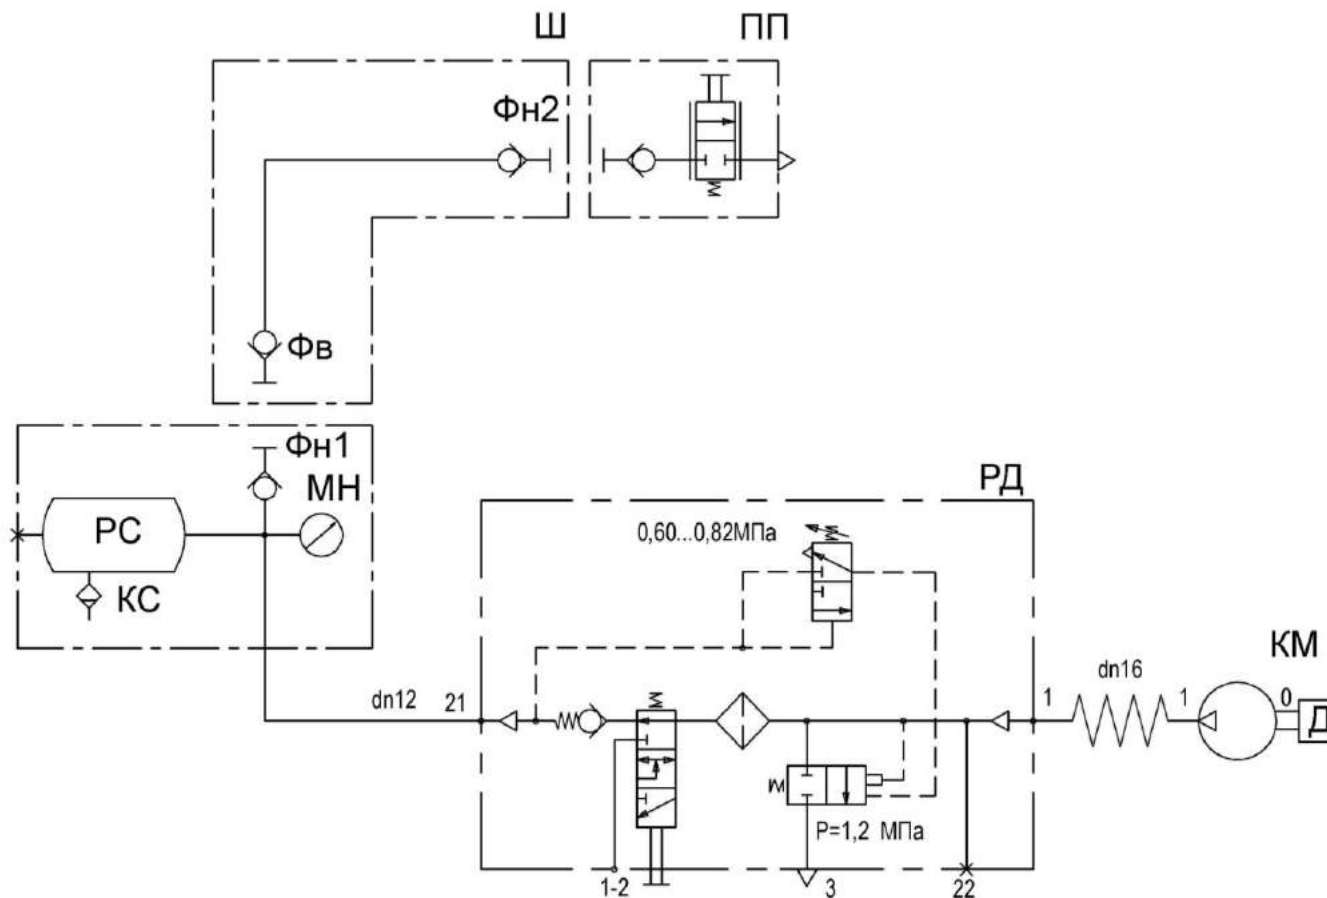 Ш
ПП
Фн2
Фв
Фн1
МН
РС
КС
РД
0,60...0,82МПа
КМ
dn16
dn12
21
1
1
0
Д
P=1,2 МПа
1-2
3
22